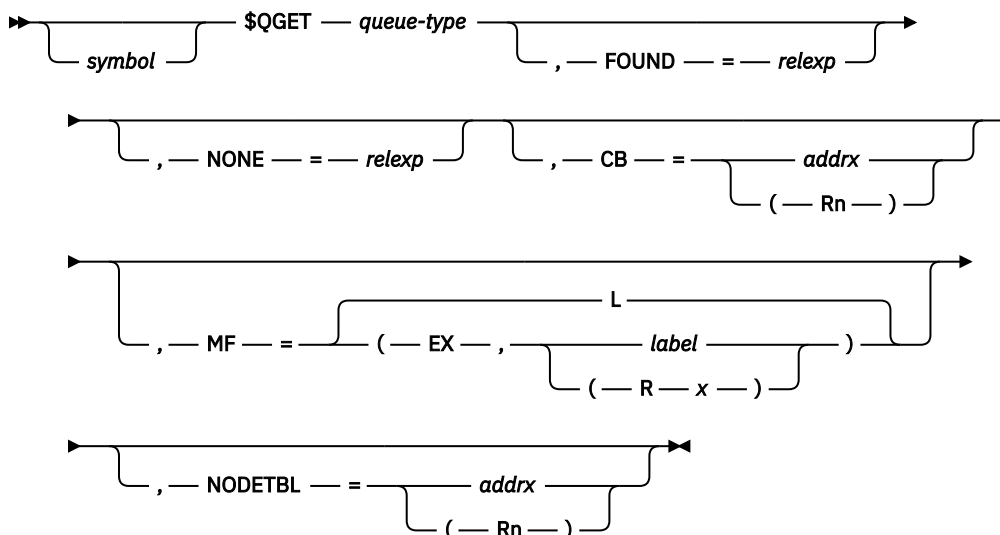 $QGET queue-type
symbol , FOUND = relexp
, NONE = relexp , CB = addrx
( Rn )
L
, MF = ( EX , label )
( R x )
, NODETBL = addrx
( Rn )